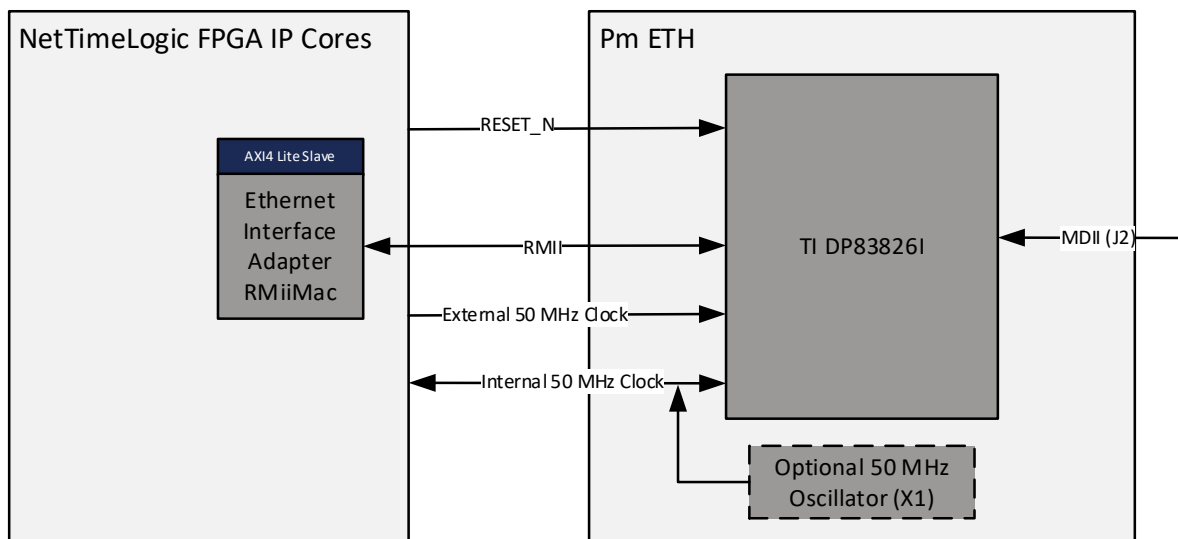 NetTimeLogic FPGA IP Cores
Pm ETH
RESET_N
AXI4 Lite Slave
Ethernet
Interface
Adapter
RMiiMac
RMII
TI DP83826I
MDII (J2)
External 50 MHz Clock
Internal 50 MHz Clock
Optional 50 MHz
Oscillator (X1)